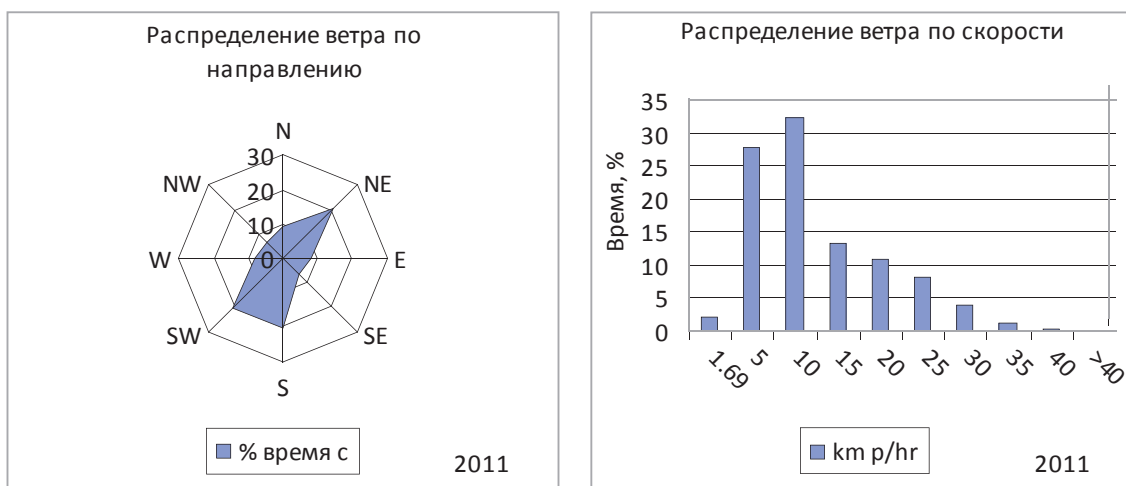 Распределение ветра по
направлению
N
30
NW
NE
20
10
W
0
E
SW
SE
S
% время с
2011
Распределение ветра по скорости
Время, %
35
30
25
20
15
10
5
0
1.69
5
10
15
20
25
30
35
40
>40
km p/hr
2011